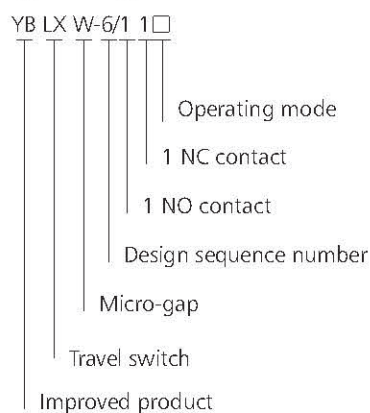 YB LX W-6/1 1□
Operating mode
1 NC contact
1 NO contact
Design sequence number
Micro-gap
Travel switch
Improved product